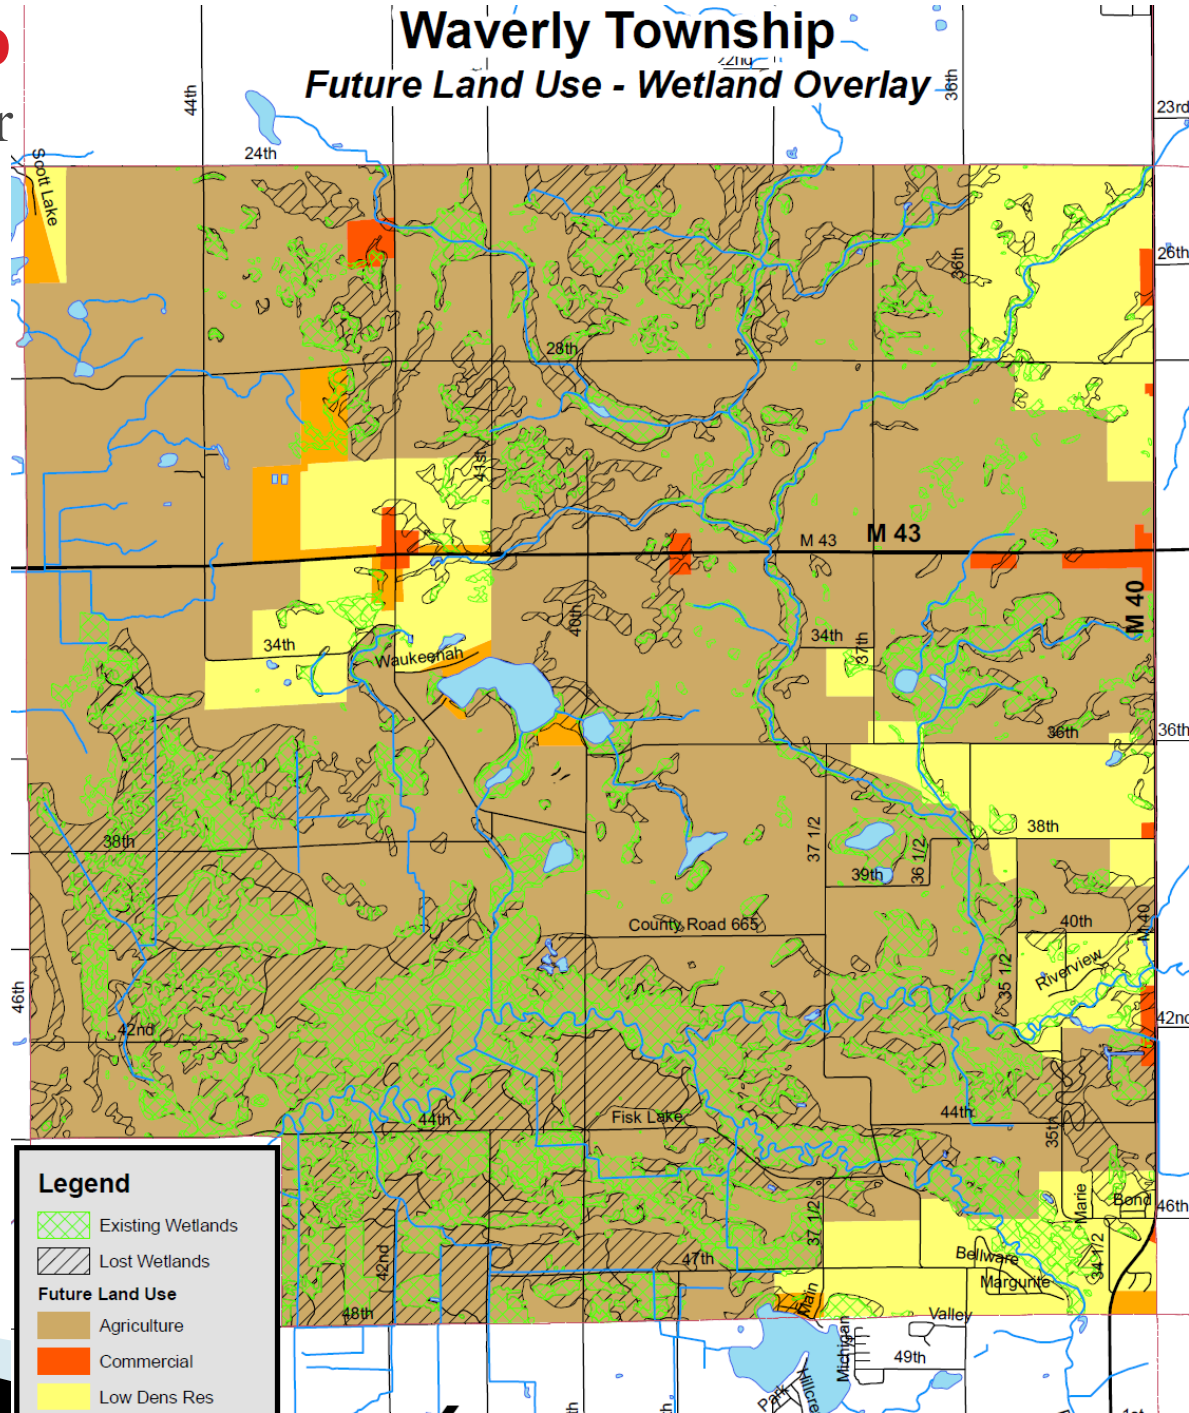 Waverly Township
Future Land Use - Wetland Overlay
44th
36th
23rd
24th
Scott Lake
26th
36th
28th
41st
M 43
M 43
M 40
40th
34th
34th
37th
Waukeenah
36th
36th
38th
38th
37 1/2
36 1/2
39th
County Road 665
40th
M 40
Riverview
35 1/2
46th
42nd
42nd
44th
Fisk Lake
44th
35th
Marie
Bond
46th
37 1/2
34 1/2
42nd
47th
Bellware
Margurite
48th
Main
Valley
Michigan
49th
Park
Legend
Existing Wetlands
Lost Wetlands
Future Land Use
Agriculture
Commercial
Low Dens Res